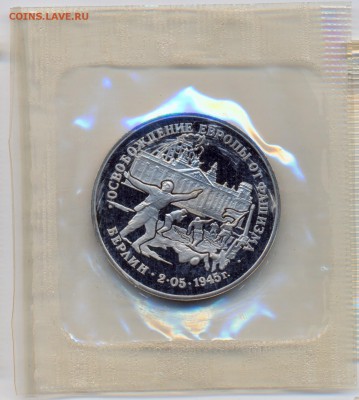 COINS.LAVE.RU
ОСВОБОЖДЕНИЕ ЕВРОПЫ ОТ ФАШИЗМА
БЕРЛИН · 2·05·1945г.